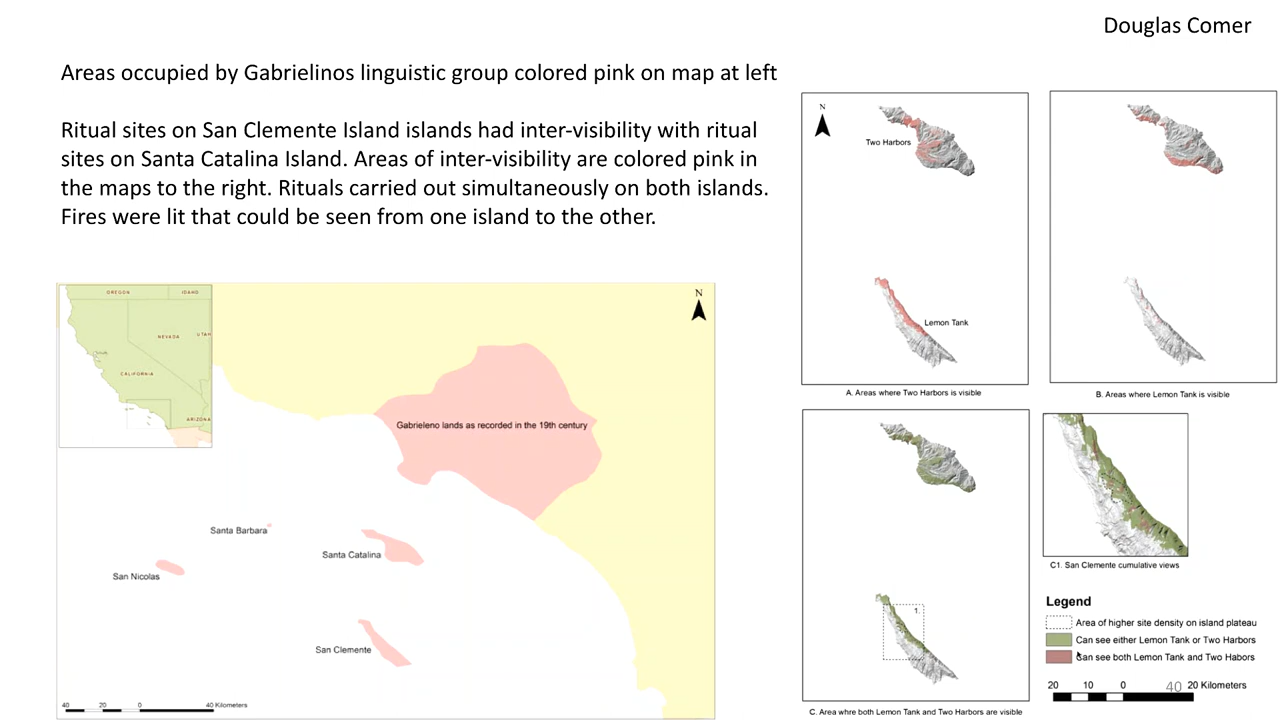 Douglas Comer
Areas occupied by Gabrielinos linguistic group colored pink on map at left
Ritual sites on San Clemente Island islands had inter-visibility with ritual
sites on Santa Catalina Island. Areas of inter-visibility are colored pink in
the maps to the right. Rituals carried out simultaneously on both islands.
Fires were lit that could be seen from one island to the other.
OREGON
IDAHO
NEVADA
UTAH
CALIFORNIA
ARIZONA
N
Gabrieleno lands as recorded in the 19th century
Santa Barbara
Santa Catalina
San Nicolas
San Clemente
40 20 0 40 Kilometers
N
Two Harbors
Lemon Tank
A. Areas where Two Harbors is visible
B. Areas where Lemon Tank is visible
1.
C. Area whre both Lemon Tank and Two Harbors are visible
C1. San Clemente cumulative views
Legend
Area of higher site density on island plateau
Can see either Lemon Tank or Two Harbors
Can see both Lemon Tank and Two Habors
20 10 0 20 Kilometers
40